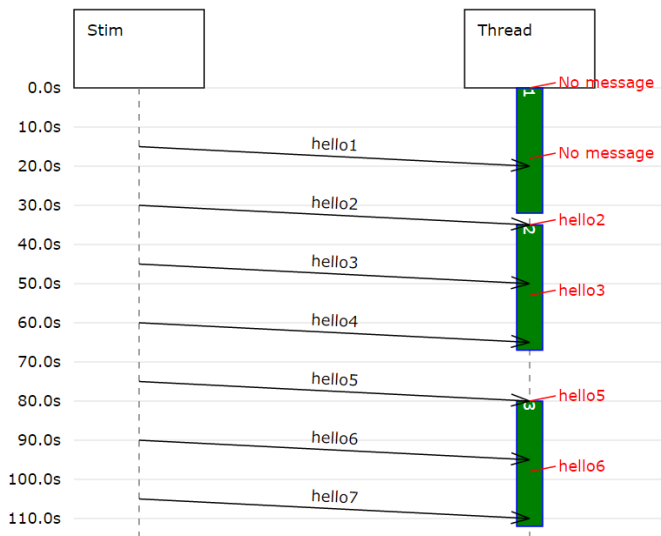 Stim
Thread
No message
0.0s
1
10.0s
hello1
No message
20.0s
hello2
30.0s
hello2
2
40.0s
hello3
hello3
50.0s
hello4
60.0s
70.0s
hello5
hello5
80.0s
3
hello6
90.0s
hello6
100.0s
hello7
110.0s